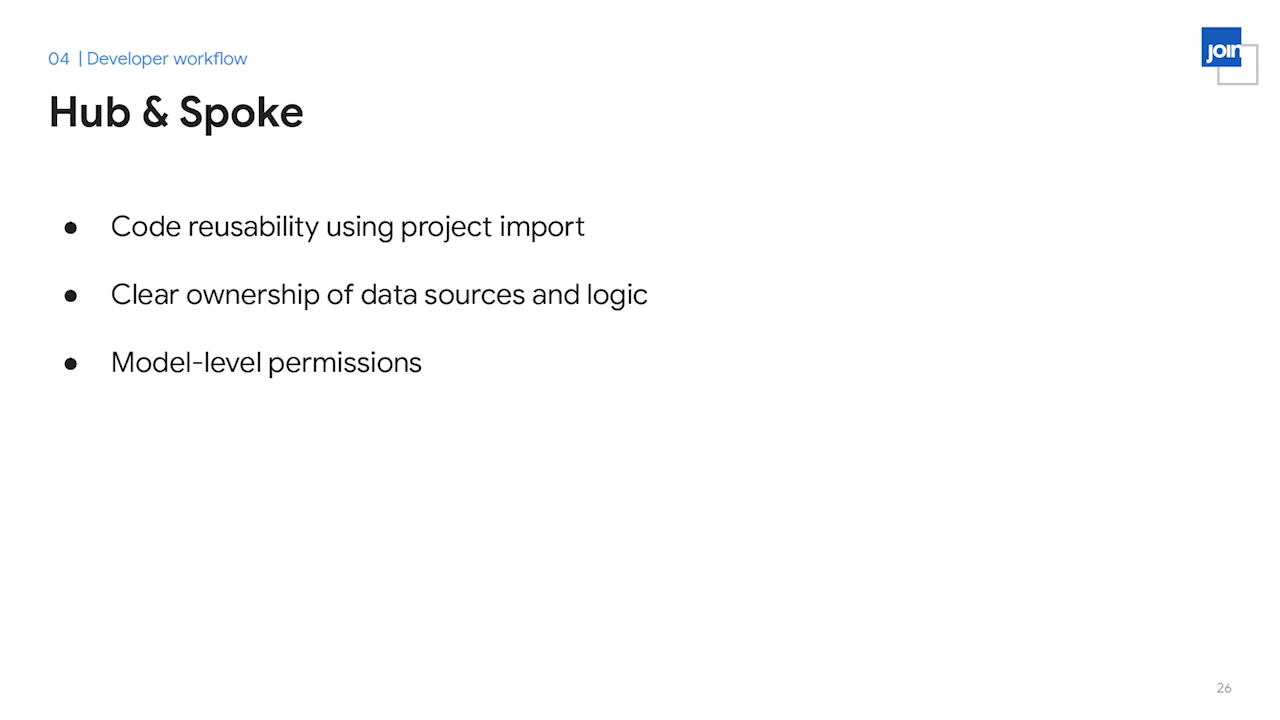 04 | Developer workflow
join
Hub & Spoke
● Code reusability using project import
● Clear ownership of data sources and logic
● Model-level permissions
26